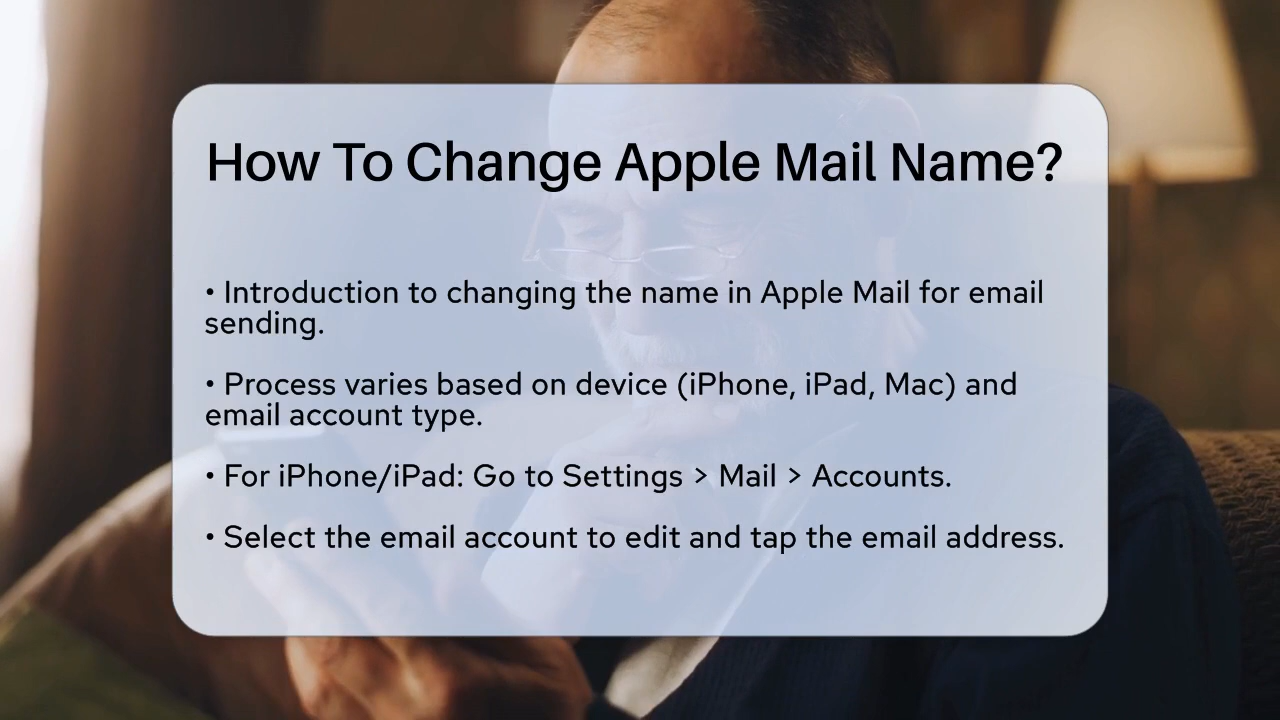 How To Change Apple Mail Name?
• Introduction to changing the name in Apple Mail for email
sending.
• Process varies based on device (iPhone, iPad, Mac) and
email account type.
• For iPhone/iPad: Go to Settings > Mail > Accounts.
• Select the email account to edit and tap the email address.